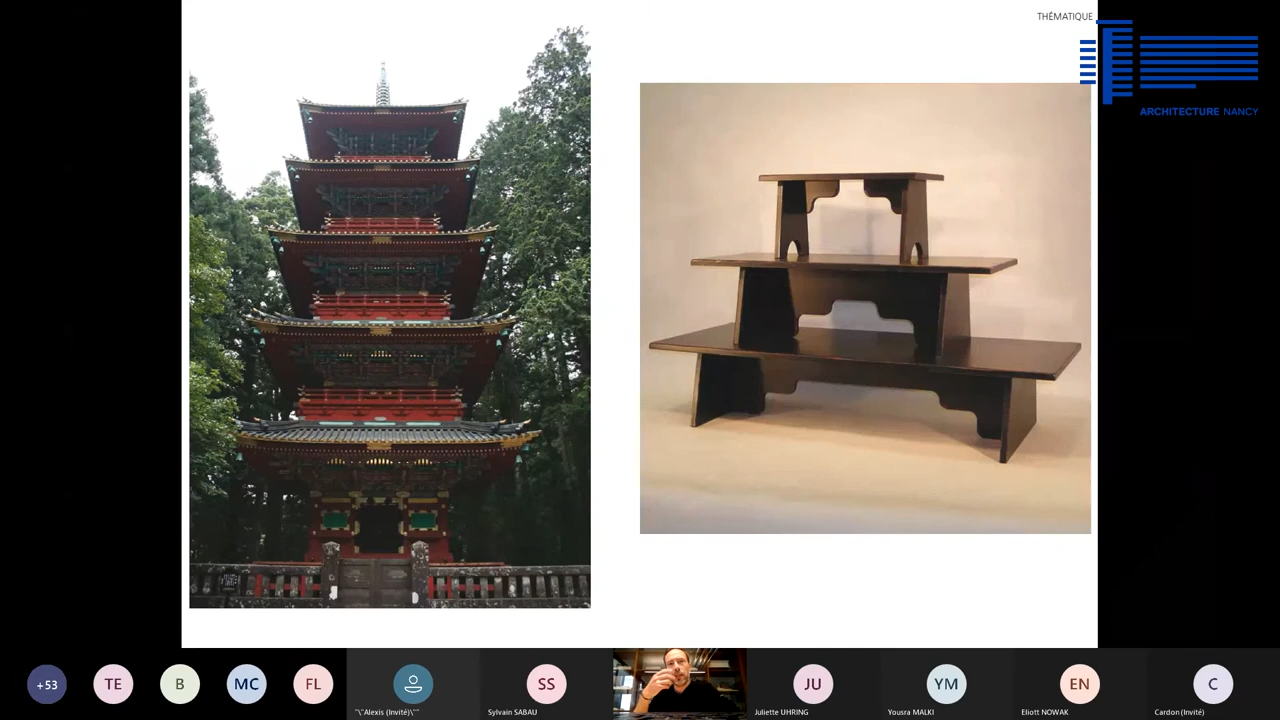 THÉMATIQUE
ARCHITECTURE NANCY
+53
TE
B
MC
FL
SS
JU
YM
EN
C
"\"Alexis (Invité)\""
Sylvain SABAU
Juliette UHRING
Yousra MALKI
Eliott NOWAK
Cardon (Invité)